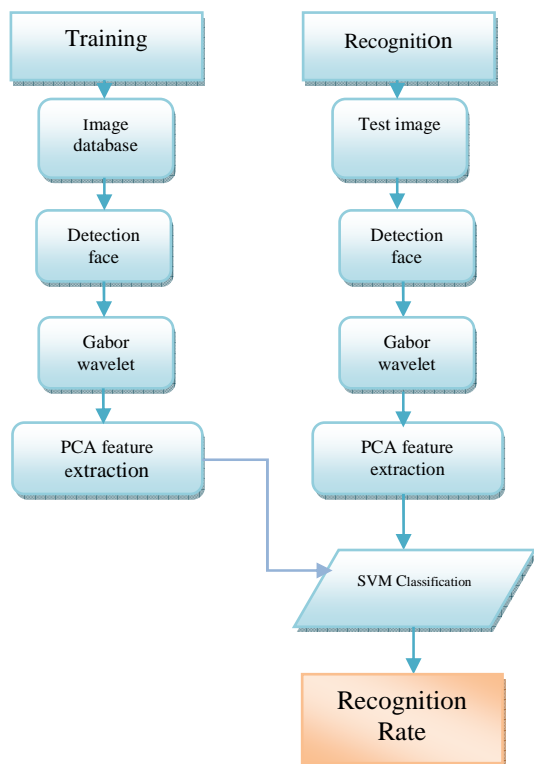 Training
Image
database
Detection
face
Gabor
wavelet
PCA feature
extraction
Recognition
Test image
Detection
face
Gabor
wavelet
PCA feature
extraction
SVM Classification
Recognition
Rate